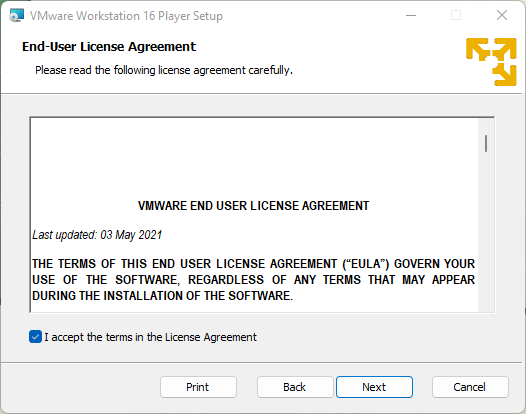 VMware Workstation 16 Player Setup
End-User License Agreement
Please read the following license agreement carefully.
VMWARE END USER LICENSE AGREEMENT
Last updated: 03 May 2021
THE TERMS OF THIS END USER LICENSE AGREEMENT (“EULA”) GOVERN YOUR
USE OF THE SOFTWARE, REGARDLESS OF ANY TERMS THAT MAY APPEAR
DURING THE INSTALLATION OF THE SOFTWARE.
I accept the terms in the License Agreement
Print Back Next Cancel